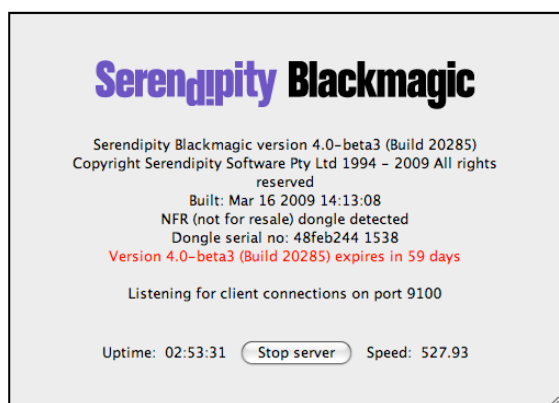 Serendipity Blackmagic
Serendipity Blackmagic version 4.0-beta3 (Build 20285)
Copyright Serendipity Software Pty Ltd 1994 - 2009 All rights
reserved
Built: Mar 16 2009 14:13:08
NFR (not for resale) dongle detected
Dongle serial no: 48feb244 1538
Version 4.0-beta3 (Build 20285) expires in 59 days
Listening for client connections on port 9100
Uptime: 02:53:31 Stop server Speed: 527.93